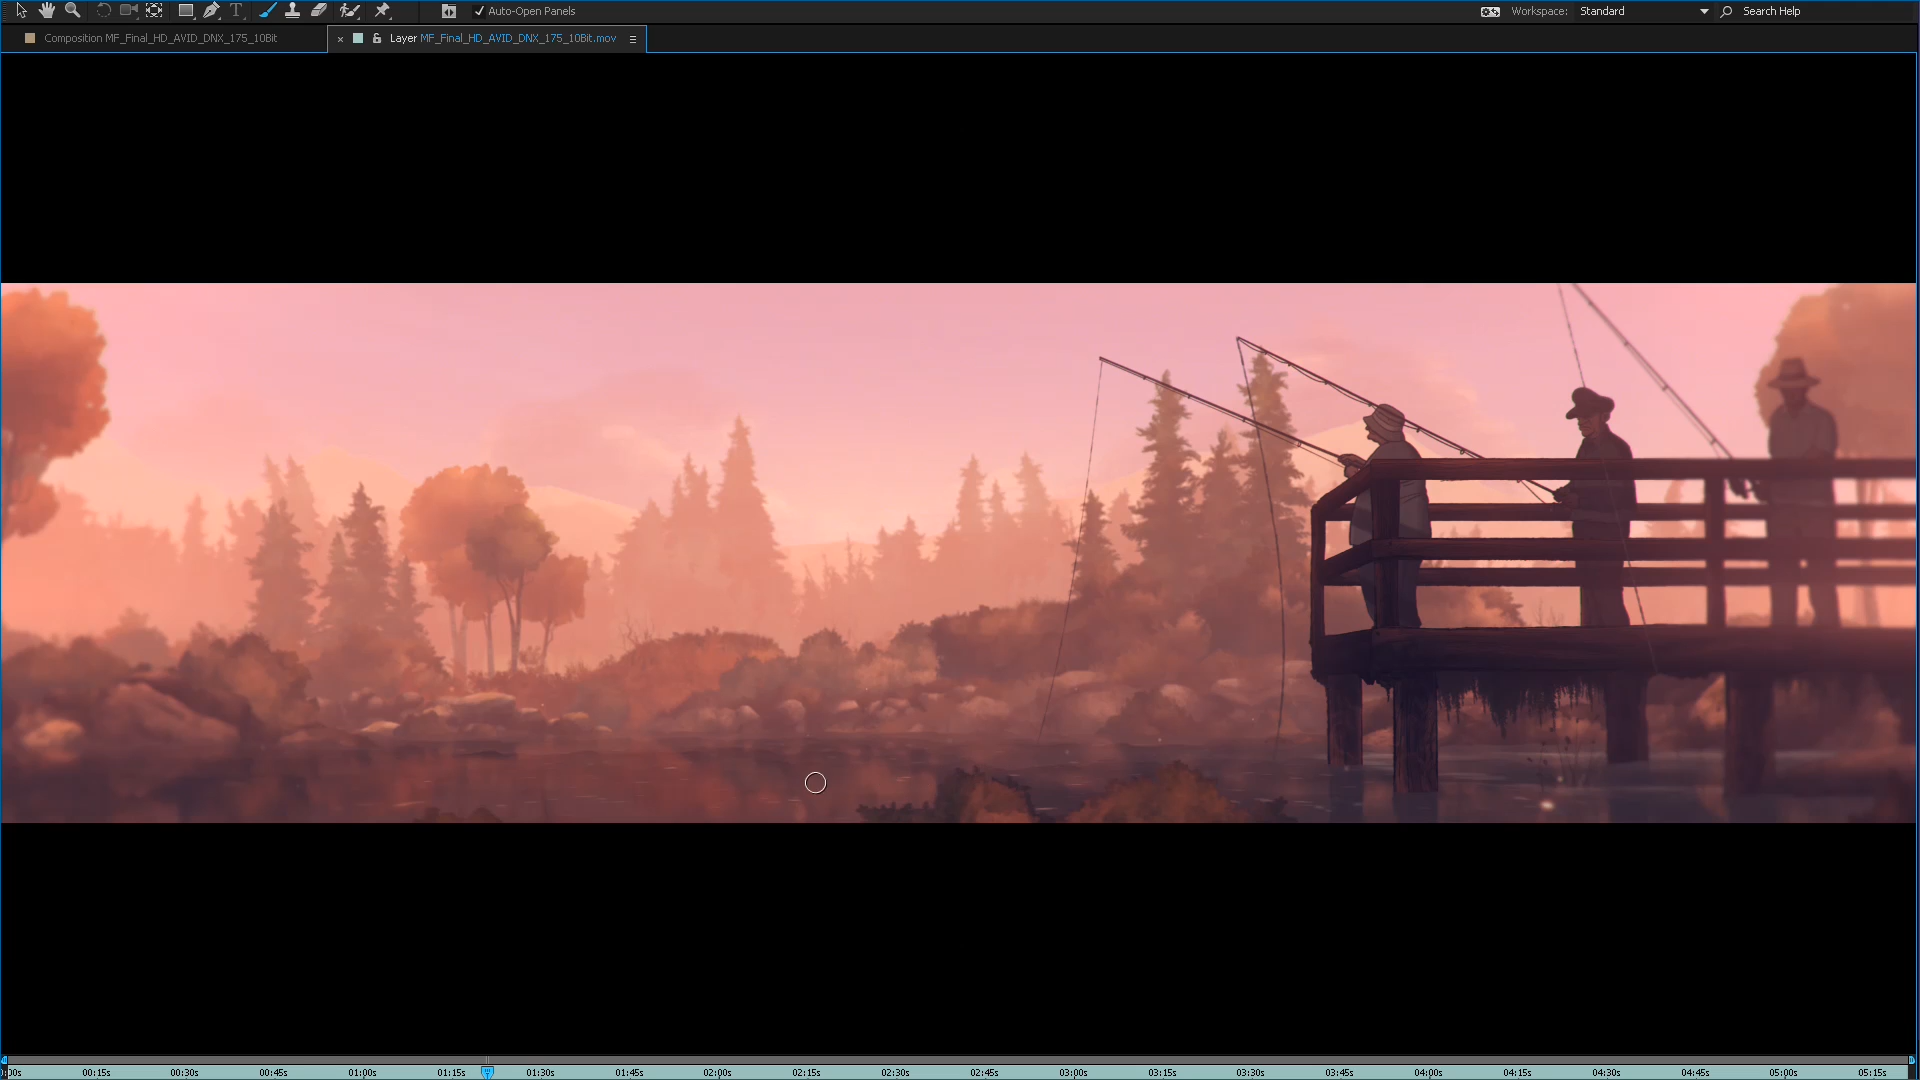 Auto-Open Panels
Workspace: Standard
Search Help
Composition MF_Final_HD_AVID_DNX_175_10Bit
Layer MF_Final_HD_AVID_DNX_175_10Bit.mov
00s 00:15s 00:30s 00:45s 01:00s 01:15s 01:30s 01:45s 02:00s 02:15s 02:30s 02:45s 03:00s 03:15s 03:30s 03:45s 04:00s 04:15s 04:30s 04:45s 05:00s 05:15s